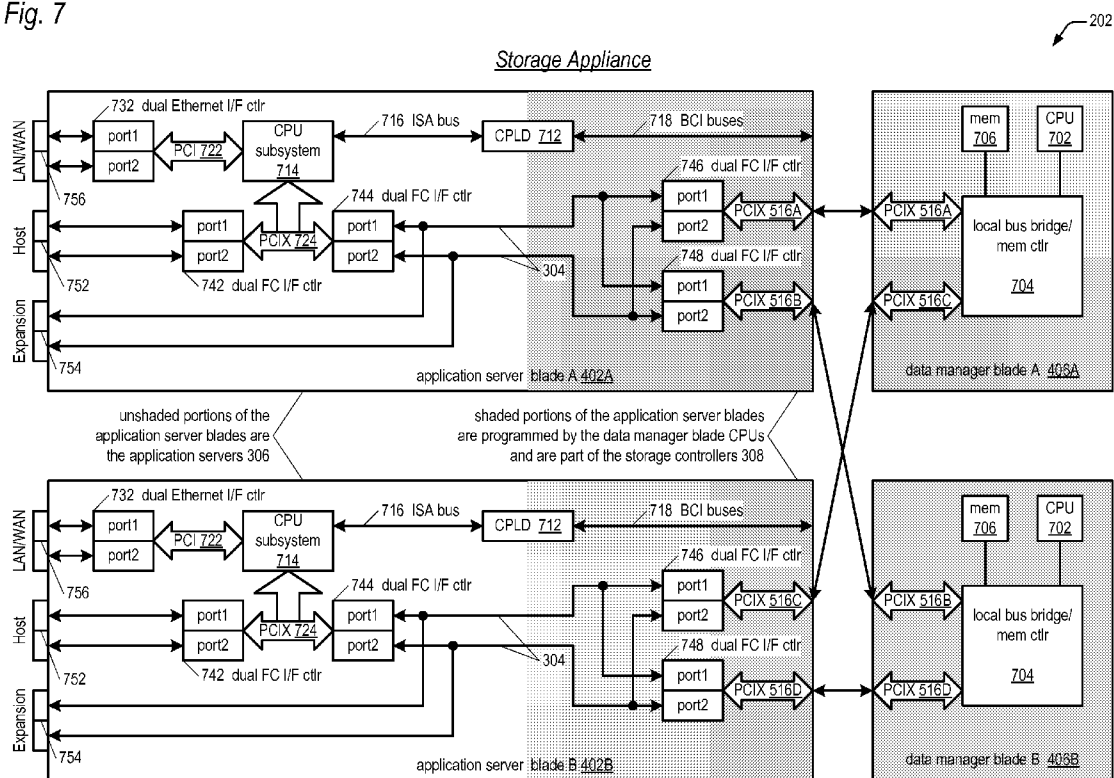 Fig. 7
202
Storage Appliance
LAN/WAN
732 dual Ethernet I/F ctlr
port1
port2
756
PCI 722
CPU
subsystem
714
716 ISA bus
CPLD 712
718 BCI buses
746 dual FC I/F ctlr
port1
port2
PCIX 516A
748 dual FC I/F ctlr
port1
port2
PCIX 516B
Host
752
port1
port2
742 dual FC I/F ctlr
PCIX 724
744 dual FC I/F ctlr
port1
port2
304
Expansion
754
application server blade A 402A
mem
706
CPU
702
PCIX 516A
PCIX 516C
local bus bridge/
mem ctlr
704
data manager blade A 406A
unshaded portions of the
application server blades are
the application servers 306
shaded portions of the application server blades
are programmed by the data manager blade CPUs
and are part of the storage controllers 308
LAN/WAN
732 dual Ethernet I/F ctlr
port1
port2
756
PCI 722
CPU
subsystem
714
716 ISA bus
CPLD 712
718 BCI buses
746 dual FC I/F ctlr
port1
port2
PCIX 516C
748 dual FC I/F ctlr
port1
port2
PCIX 516D
Host
752
port1
port2
742 dual FC I/F ctlr
PCIX 724
744 dual FC I/F ctlr
port1
port2
304
Expansion
754
application server blade B 402B
mem
706
CPU
702
PCIX 516B
PCIX 516D
local bus bridge/
mem ctlr
704
data manager blade B 406B